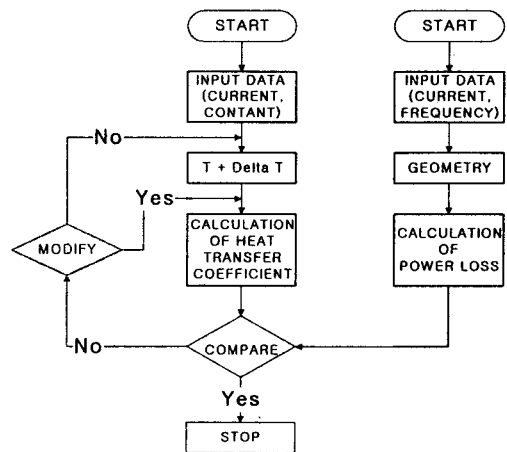 START
START
INPUT DATA
(CURRENT,
CONTANT)
INPUT DATA
(CURRENT,
FREQUENCY)
No
T + Delta T
GEOMETRY
Yes
MODIFY
CALCULATION
OF HEAT
TRANSFER
COEFFICIENT
CALCULATION
OF
POWER LOSS
No
COMPARE
Yes
STOP